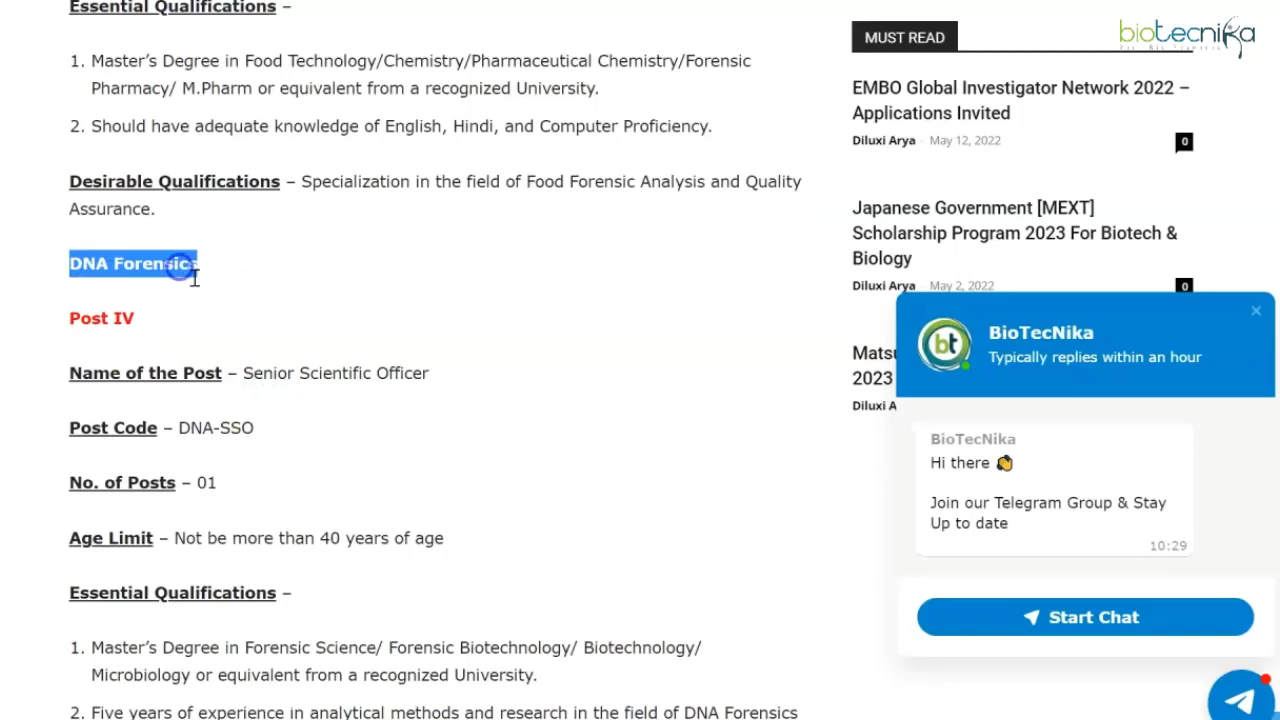 Essential Qualifications –
1. Master’s Degree in Food Technology/Chemistry/Pharmaceutical Chemistry/Forensic
Pharmacy/ M.Pharm or equivalent from a recognized University.
2. Should have adequate knowledge of English, Hindi, and Computer Proficiency.
Desirable Qualifications – Specialization in the field of Food Forensic Analysis and Quality
Assurance.
DNA Forensics
Post IV
Name of the Post – Senior Scientific Officer
Post Code – DNA-SSO
No. of Posts – 01
Age Limit – Not be more than 40 years of age
Essential Qualifications –
1. Master’s Degree in Forensic Science/ Forensic Biotechnology/ Biotechnology/
Microbiology or equivalent from a recognized University.
2. Five years of experience in analytical methods and research in the field of DNA Forensics
biotecnika
MUST READ
EMBO Global Investigator Network 2022 –
Applications Invited
Diluxi Arya - May 12, 2022
0
Japanese Government [MEXT]
Scholarship Program 2023 For Biotech &
Biology
Diluxi Arya - May 2, 2022
0
2023
BioTecNika
Typically replies within an hour
BioTecNika
Hi there
Join our Telegram Group & Stay
Up to date
10:29
Start Chat